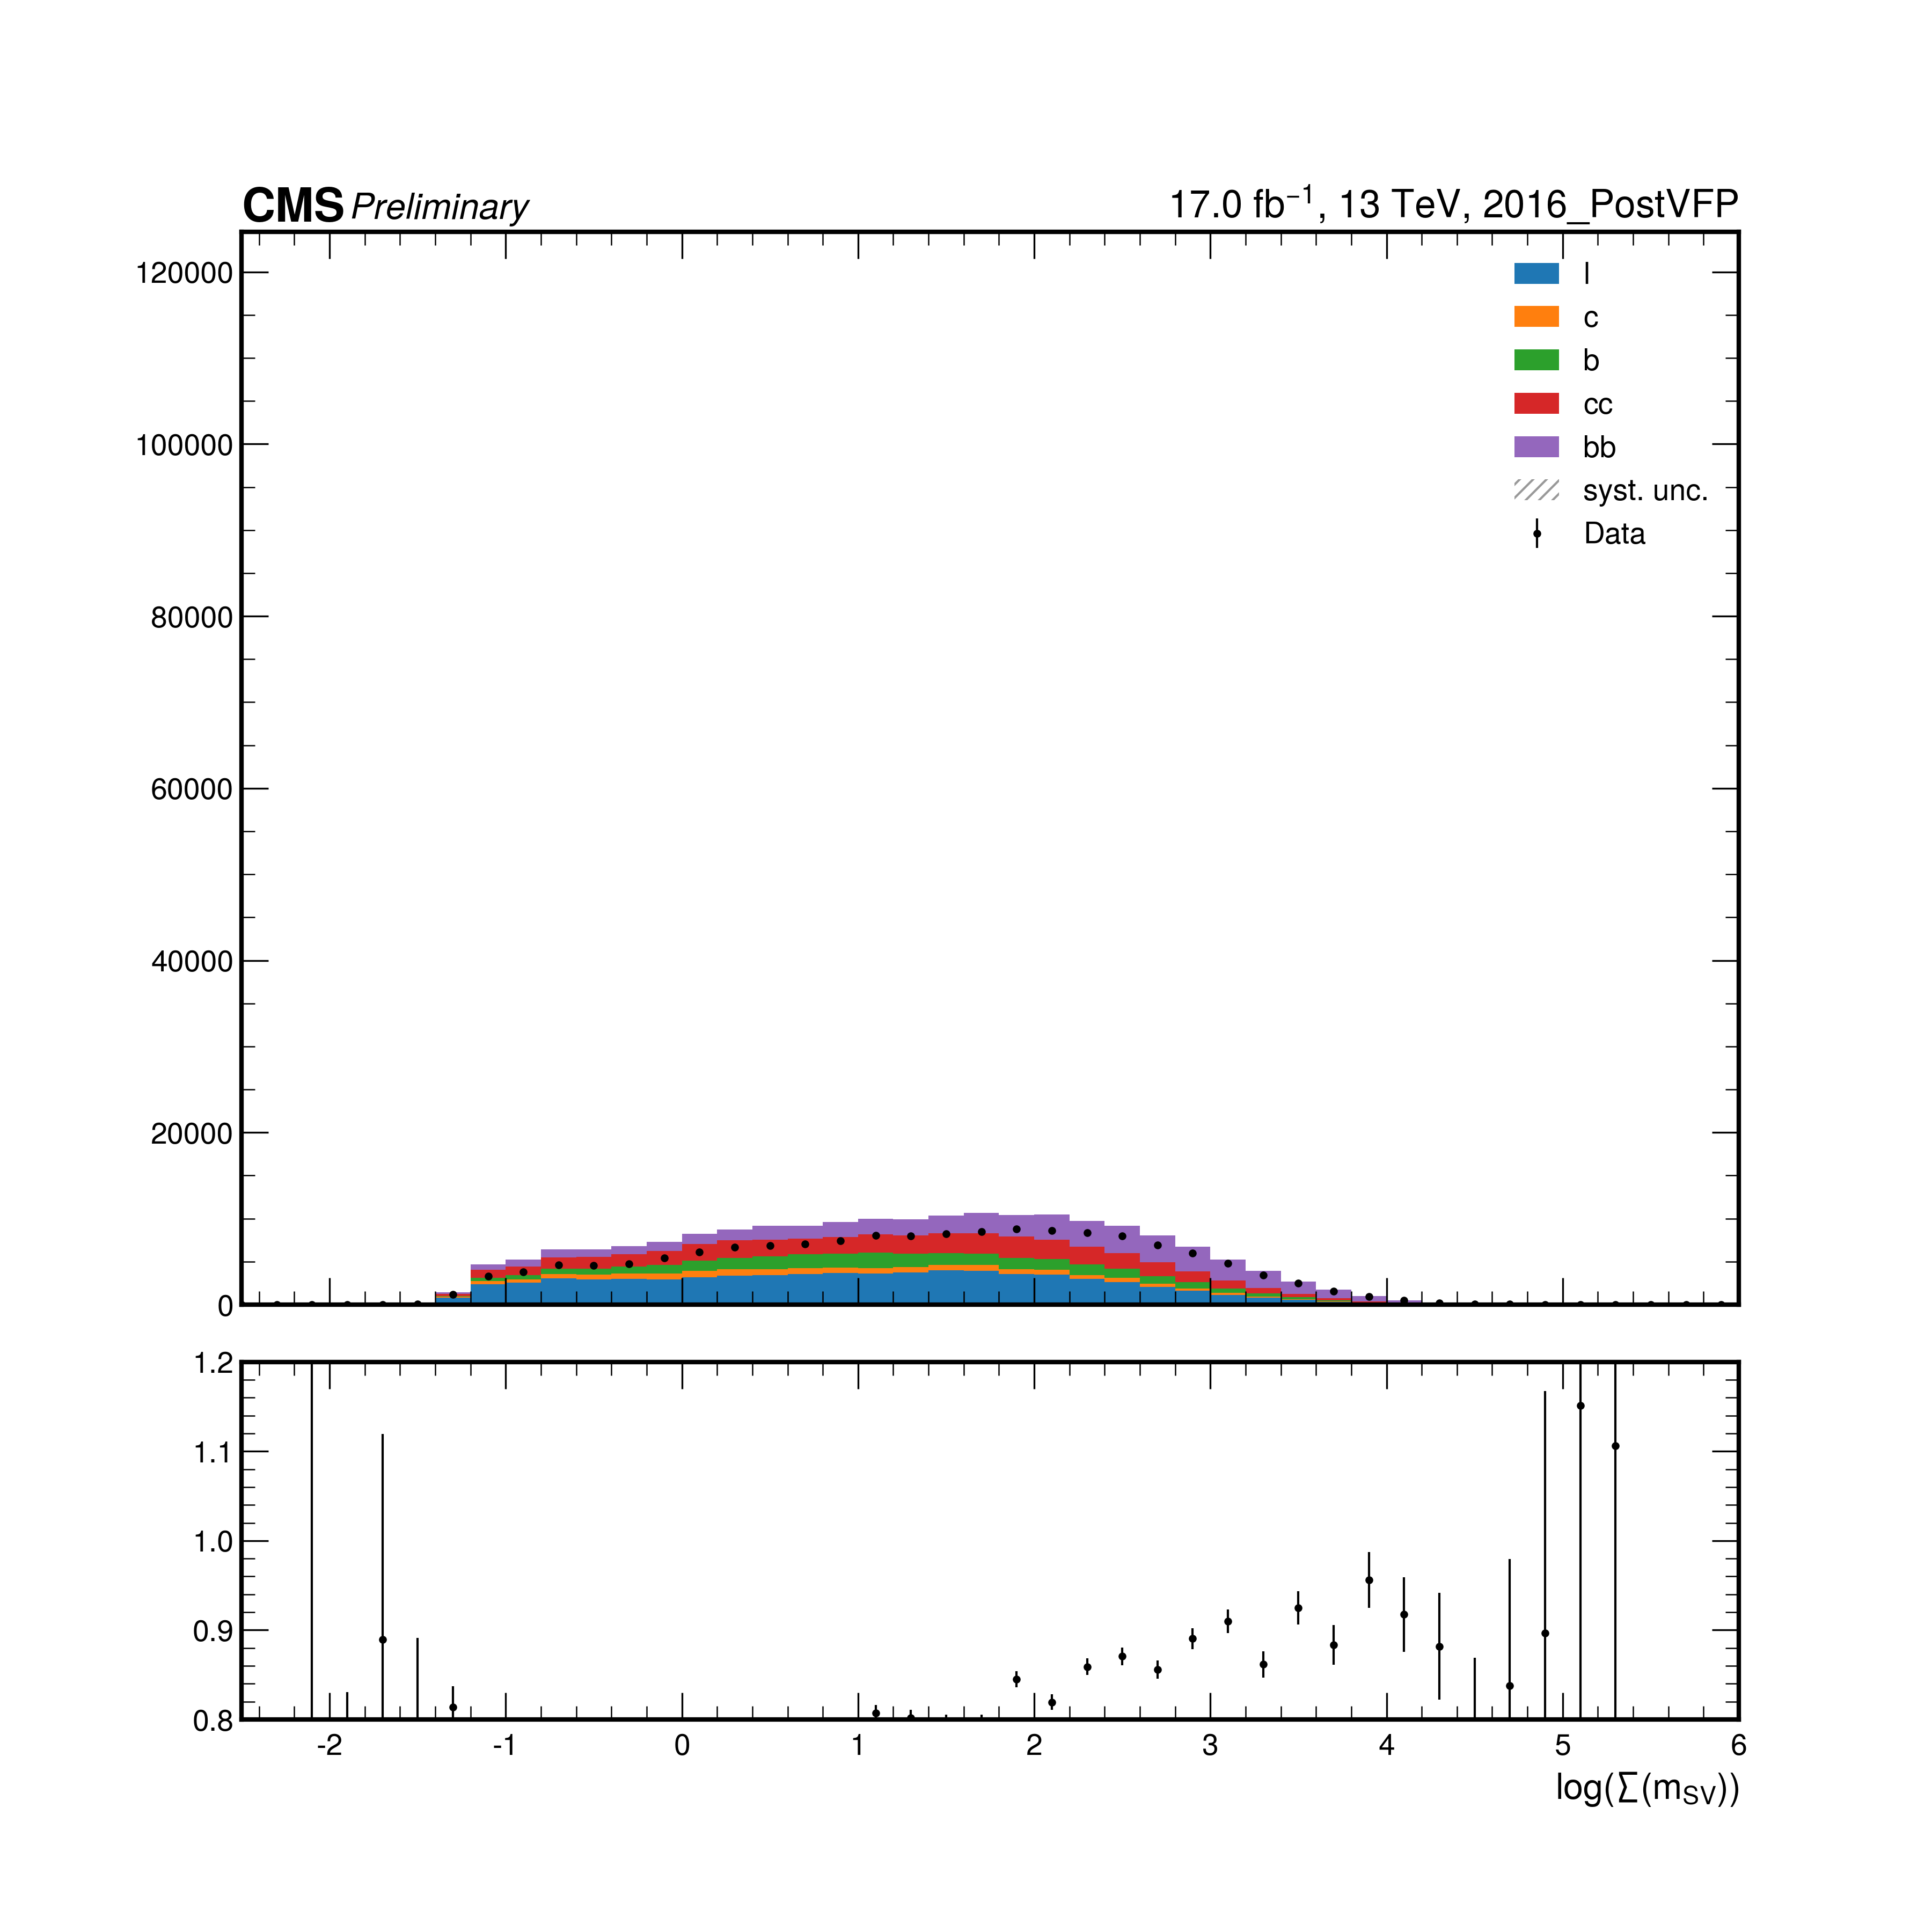 CMS Preliminary
17.0 fb⁻¹, 13 TeV, 2016_PostVFP
120000
100000
80000
60000
40000
20000
0
l
c
b
cc
bb
syst. unc.
Data
1.2
1.1
1.0
0.9
0.8
-2 -1 0 1 2 3 4 5 6
log(Σ(m_SV))